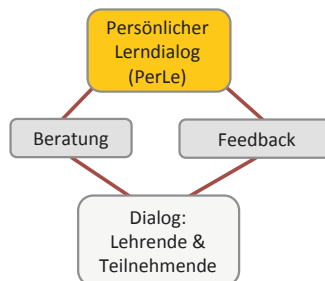 Persönlicher
Lerndialog
(PerLe)
Beratung
Feedback
Dialog:
Lehrende &
Teilnehmende